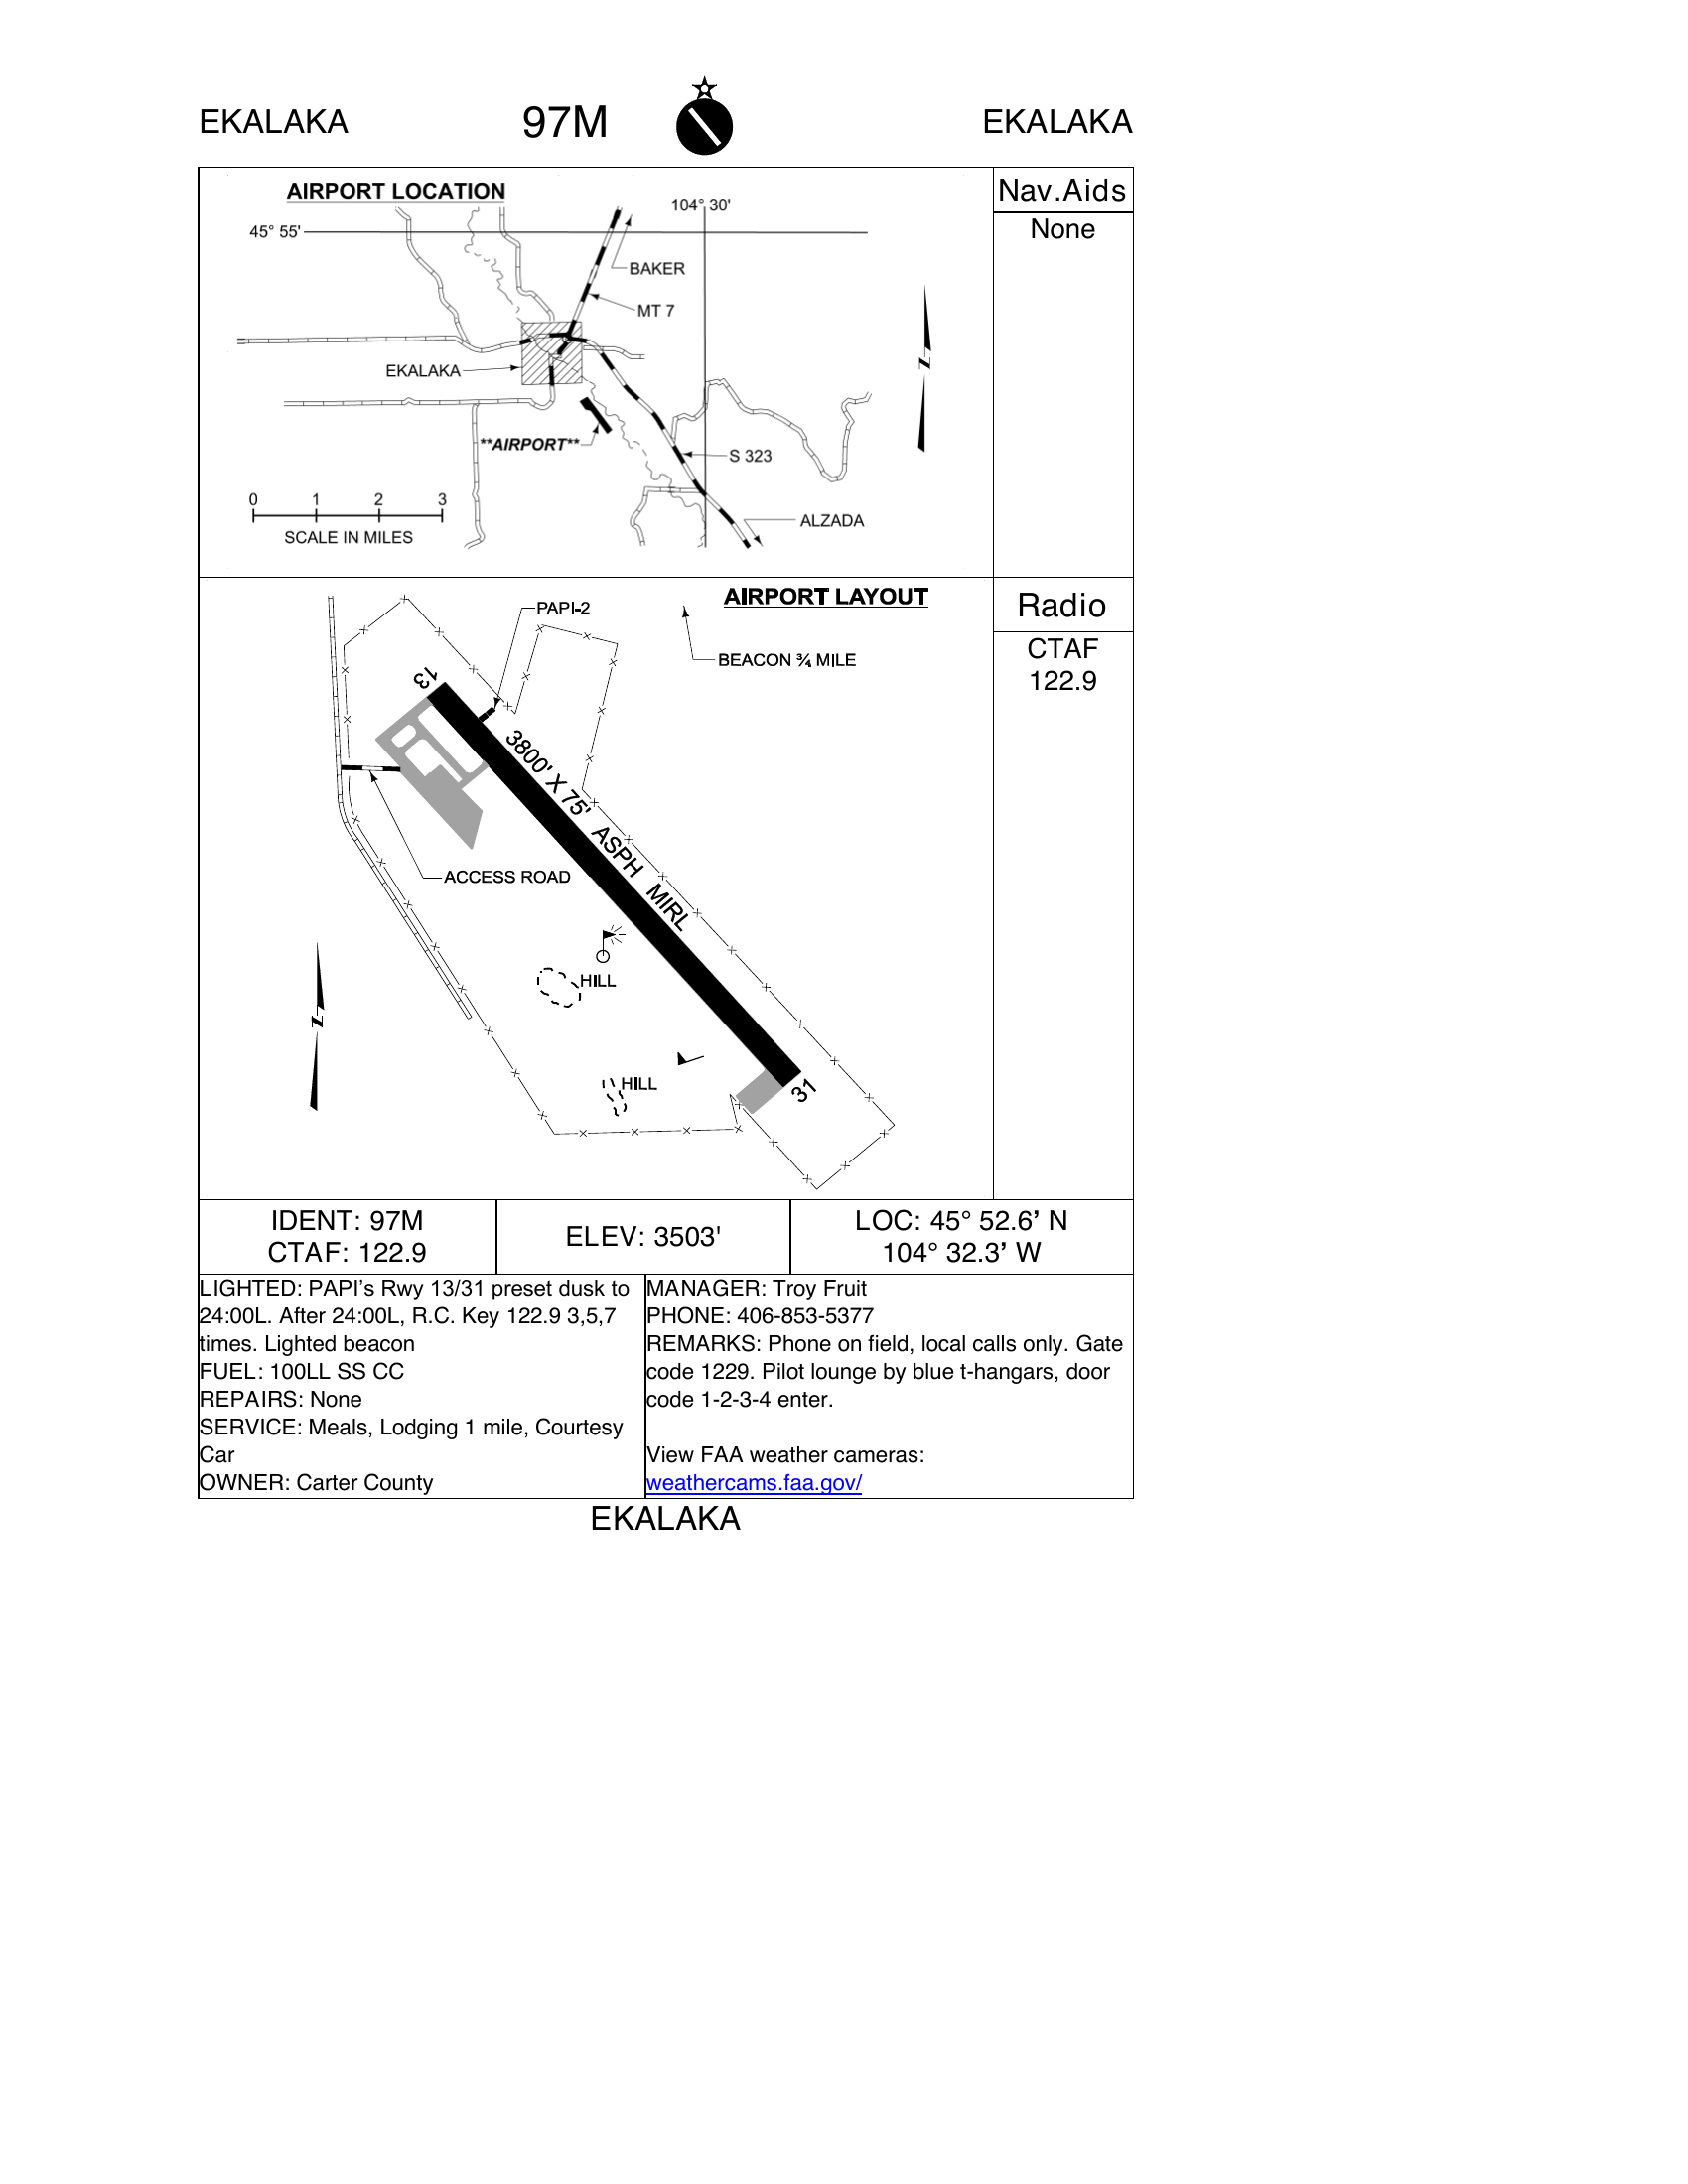 EKALAKA 97M EKALAKA
AIRPORT LOCATION
104° 30'
45° 55'
BAKER
MT 7
EKALAKA
N
**AIRPORT**
S 323
0 1 2 3
SCALE IN MILES
ALZADA
Nav.Aids
None
AIRPORT LAYOUT
PAPI-2
BEACON ¾ MILE
13
3800' X 75' ASPH MIRL
ACCESS ROAD
HILL
N
HILL
31
Radio
CTAF
122.9
IDENT: 97M
CTAF: 122.9
ELEV: 3503'
LOC: 45° 52.6’ N
104° 32.3’ W
LIGHTED: PAPI’s Rwy 13/31 preset dusk to
24:00L. After 24:00L, R.C. Key 122.9 3,5,7
times. Lighted beacon
FUEL: 100LL SS CC
REPAIRS: None
SERVICE: Meals, Lodging 1 mile, Courtesy
Car
OWNER: Carter County
MANAGER: Troy Fruit
PHONE: 406-853-5377
REMARKS: Phone on field, local calls only. Gate
code 1229. Pilot lounge by blue t-hangars, door
code 1-2-3-4 enter.
View FAA weather cameras:
weathercams.faa.gov/
EKALAKA